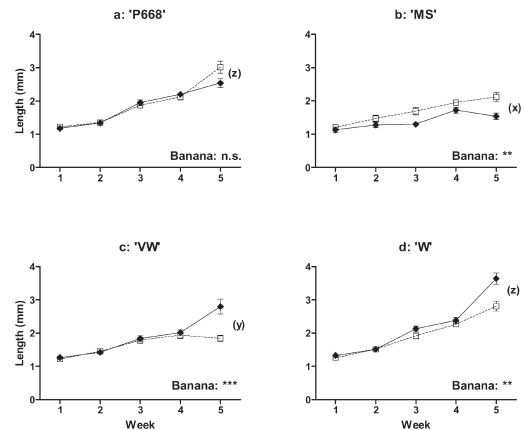 a: 'P668'
4
3
2
1
0
Length (mm)
(z)
Banana: n.s.
1 2 3 4 5
b: 'MS'
4
3
2
1
0
(x)
Banana: **
1 2 3 4 5
c: 'VW'
4
3
2
1
0
Length (mm)
(y)
Banana: ***
1 2 3 4 5
Week
d: 'W'
4
3
2
1
0
(z)
Banana: **
1 2 3 4 5
Week